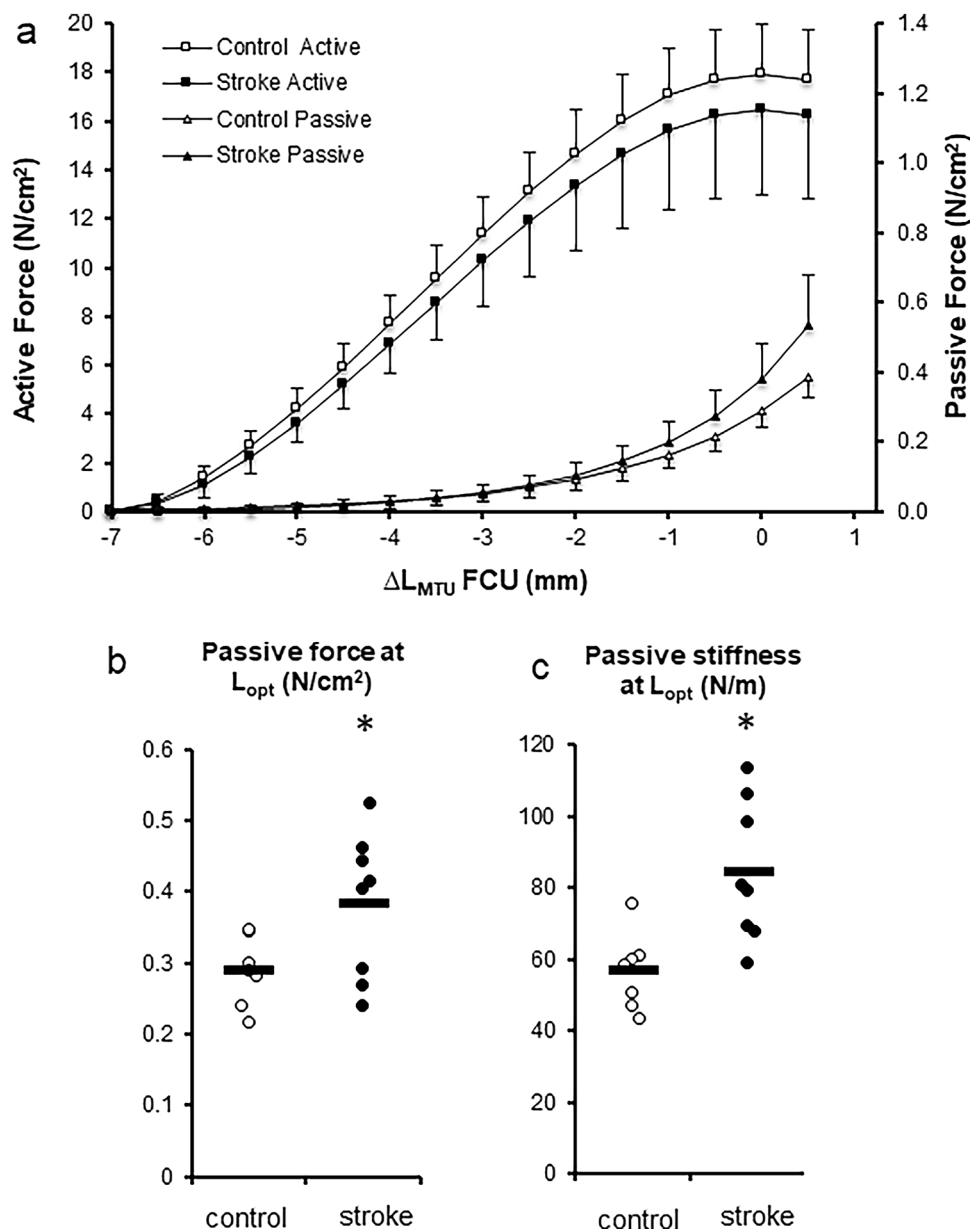 a
Control Active
Stroke Active
Control Passive
Stroke Passive
Active Force (N/cm²)
20
18
16
14
12
10
8
6
4
2
0
Passive Force (N/cm²)
1.4
1.2
1.0
0.8
0.6
0.4
0.2
0.0
-7
-6
-5
-4
-3
-2
-1
0
1
ΔL_MTU FCU (mm)
b
Passive force at
L_opt (N/cm²)
*
0.6
0.5
0.4
0.3
0.2
0.1
0
control
stroke
c
Passive stiffness
at L_opt (N/m)
*
120
100
80
60
40
20
0
control
stroke